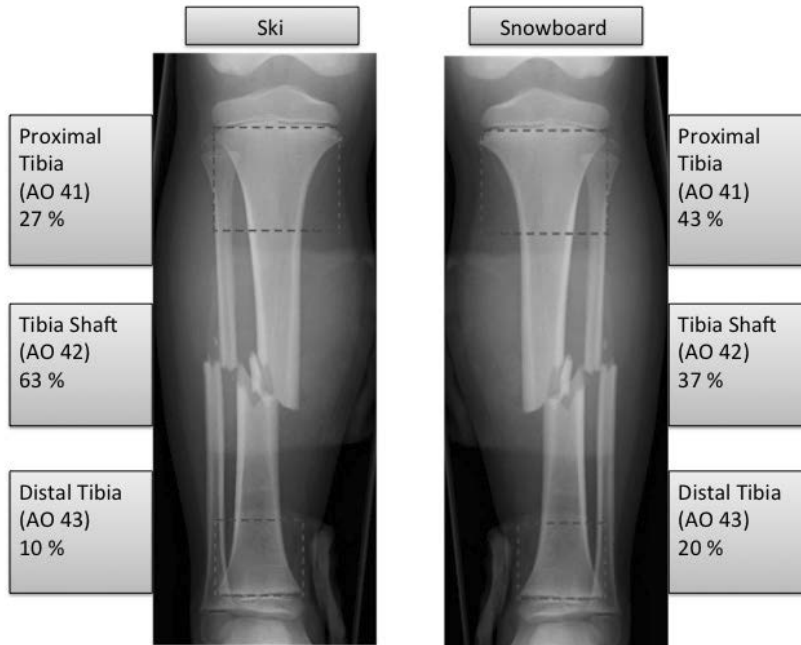 Ski
Snowboard
Proximal
Tibia
(AO 41)
27 %
Proximal
Tibia
(AO 41)
43 %
Tibia Shaft
(AO 42)
63 %
Tibia Shaft
(AO 42)
37 %
Distal Tibia
(AO 43)
10 %
Distal Tibia
(AO 43)
20 %